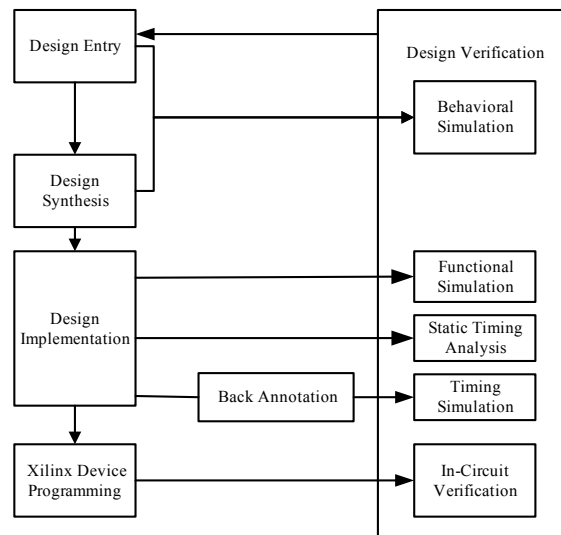 Design Entry
Design Verification
Behavioral
Simulation
Design
Synthesis
Functional
Simulation
Design
Implementation
Static Timing
Analysis
Back Annotation
Timing
Simulation
Xilinx Device
Programming
In-Circuit
Verification